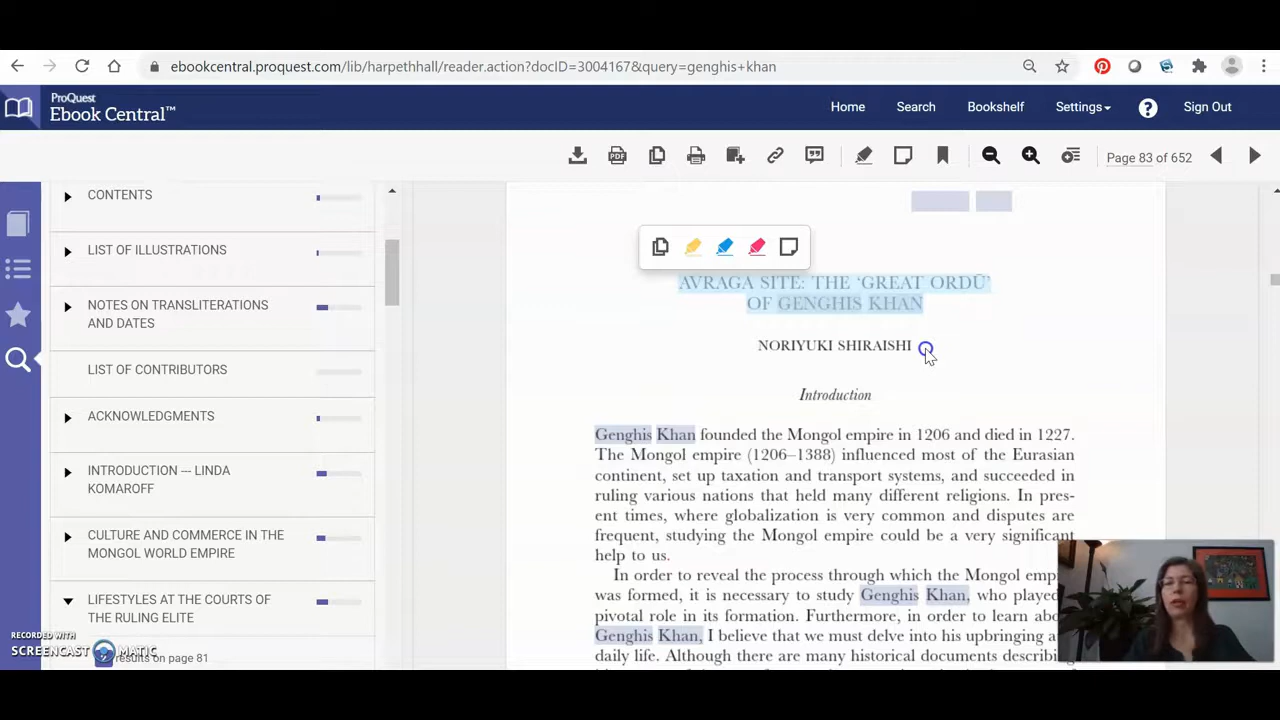 ebookcentral.proquest.com/lib/harpethhall/reader.action?docID=3004167&query=genghis+khan
ProQuest
Ebook Central™
Home
Search
Bookshelf
Settings
?
Sign Out
PDF
Page 83 of 652
CONTENTS
LIST OF ILLUSTRATIONS
NOTES ON TRANSLITERATIONS
AND DATES
LIST OF CONTRIBUTORS
ACKNOWLEDGMENTS
INTRODUCTION --- LINDA
KOMAROFF
CULTURE AND COMMERCE IN THE
MONGOL WORLD EMPIRE
LIFESTYLES AT THE COURTS OF
THE RULING ELITE
results on page 81
RECORDED WITH
SCREENCAST MATIC
AVRAGA SITE: THE ‘GREAT ORDŪ’
OF GENGHIS KHAN
NORIYUKI SHIRAISHI
Introduction
Genghis Khan founded the Mongol empire in 1206 and died in 1227.
The Mongol empire (1206–1388) influenced most of the Eurasian
continent, set up taxation and transport systems, and succeeded in
ruling various nations that held many different religions. In pres-
ent times, where globalization is very common and disputes are
frequent, studying the Mongol empire could be a very significant
help to us.
In order to reveal the process through which the Mongol emp
was formed, it is necessary to study Genghis Khan, who played
pivotal role in its formation. Furthermore, in order to learn abo
Genghis Khan, I believe that we must delve into his upbringing a
daily life. Although there are many historical documents describi